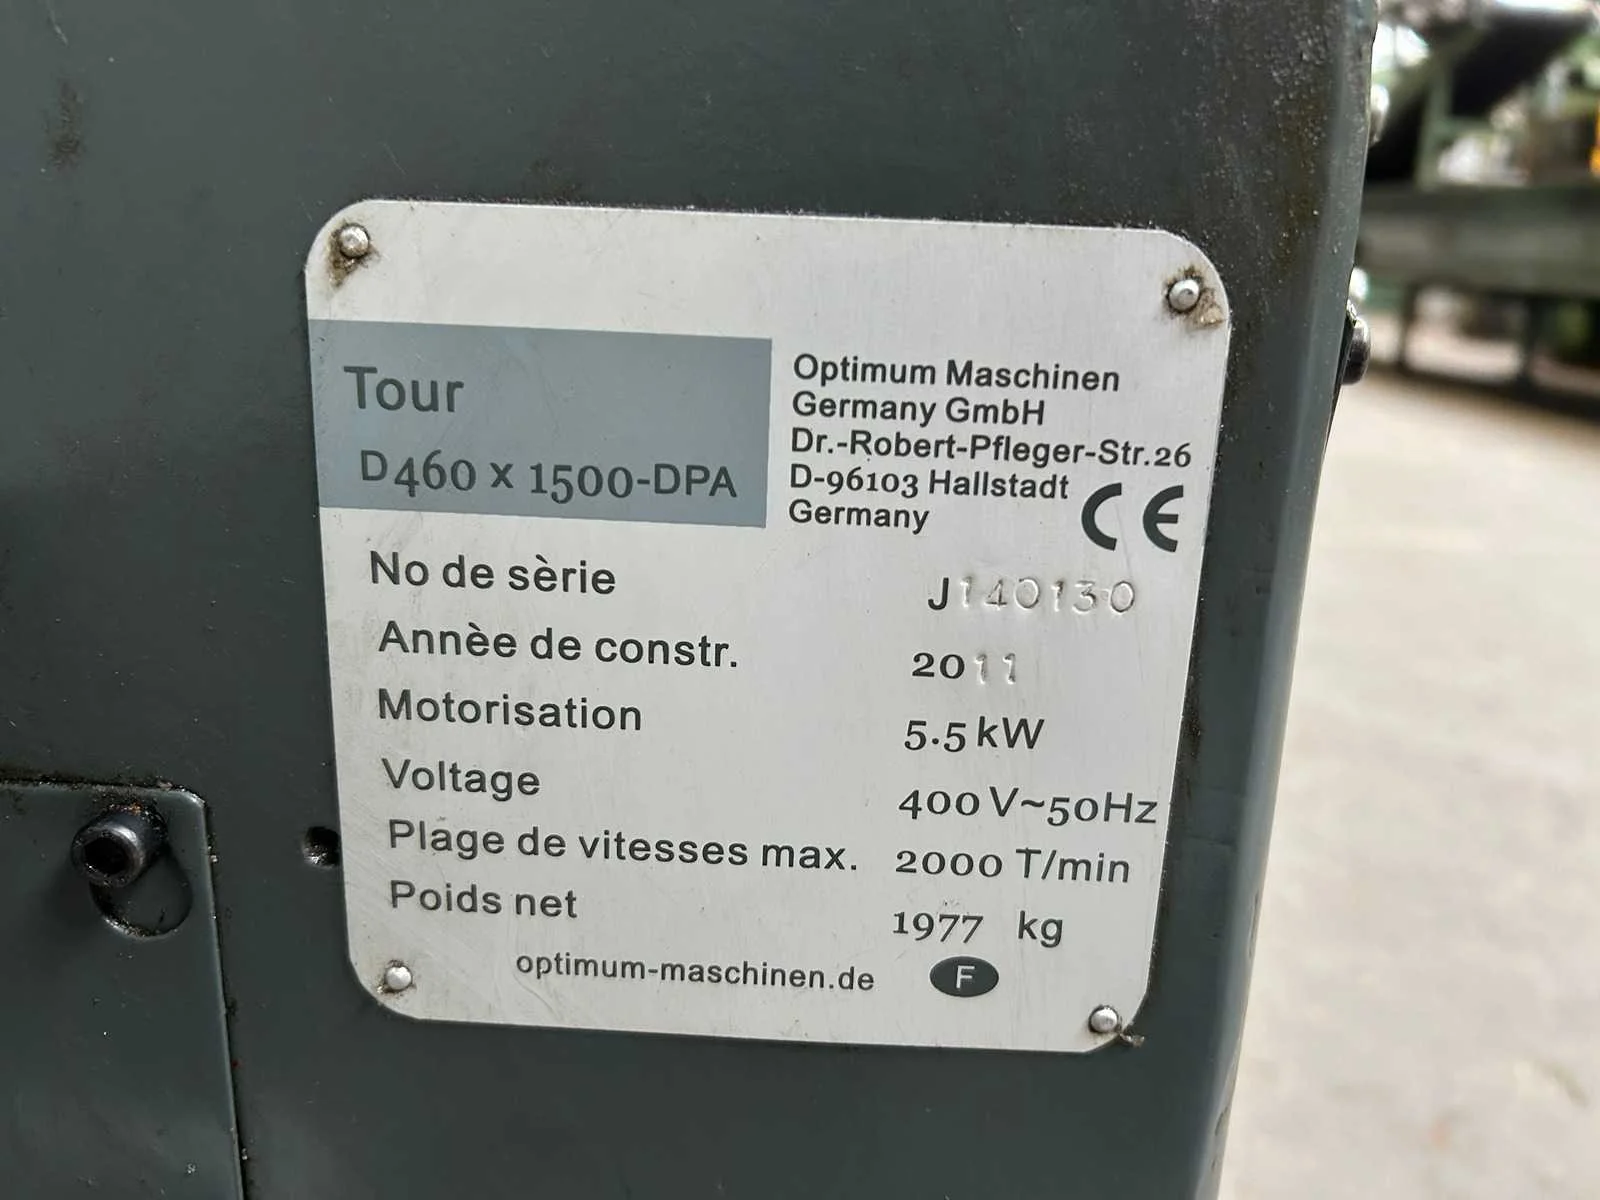 Tour
D460 x 1500-DPA
Optimum Maschinen
Germany GmbH
Dr.-Robert-Pfleger-Str.26
D-96103 Hallstadt
Germany
CE
No de sèrie J140130
Annèe de constr. 2011
Motorisation 5.5 kW
Voltage 400 V~50Hz
Plage de vitesses max. 2000 T/min
Poids net 1977 kg
optimum-maschinen.de F